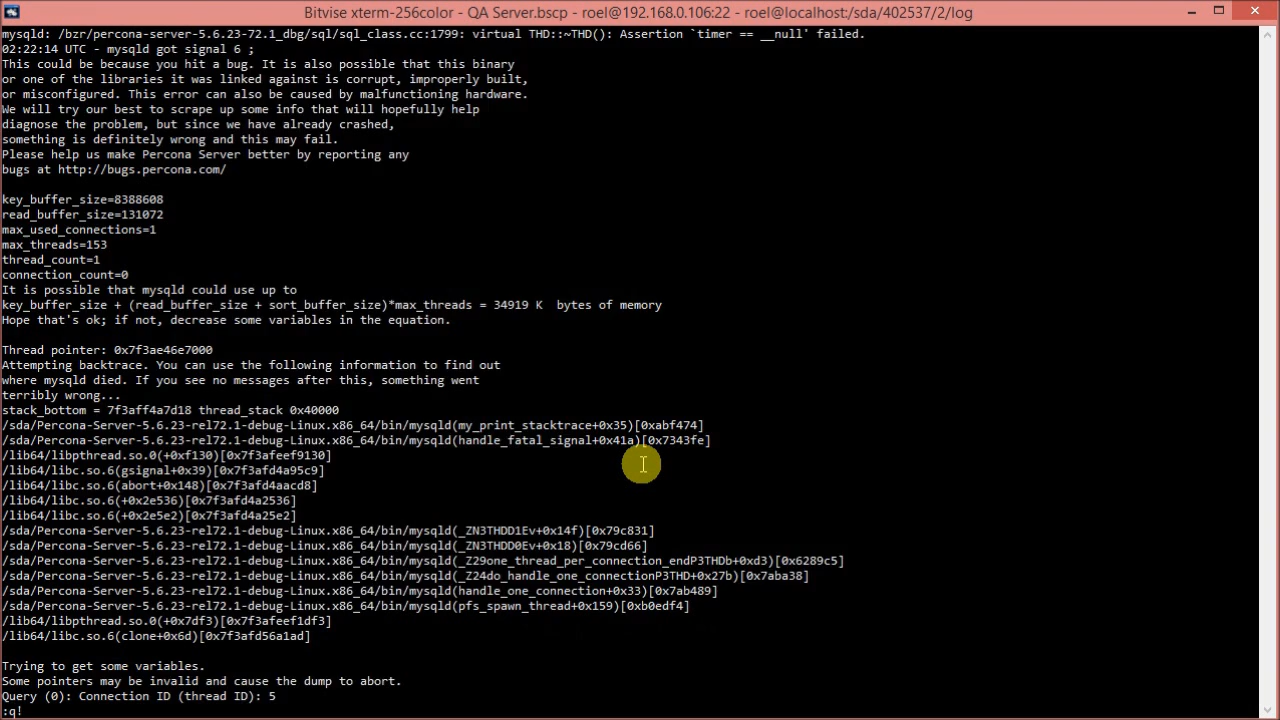 Bitvise xterm-256color - QA Server.bscp - roel@192.168.0.106:22 - roel@localhost:/sda/402537/2/log
mysqld: /bzr/percona-server-5.6.23-72.1_dbg/sql/sql_class.cc:1799: virtual THD::~THD(): Assertion `timer == __null' failed.
02:22:14 UTC - mysqld got signal 6 ;
This could be because you hit a bug. It is also possible that this binary
or one of the libraries it was linked against is corrupt, improperly built,
or misconfigured. This error can also be caused by malfunctioning hardware.
We will try our best to scrape up some info that will hopefully help
diagnose the problem, but since we have already crashed,
something is definitely wrong and this may fail.
Please help us make Percona Server better by reporting any
bugs at http://bugs.percona.com/
key_buffer_size=8388608
read_buffer_size=131072
max_used_connections=1
max_threads=153
thread_count=1
connection_count=0
It is possible that mysqld could use up to
key_buffer_size + (read_buffer_size + sort_buffer_size)*max_threads = 34919 K  bytes of memory
Hope that's ok; if not, decrease some variables in the equation.
Thread pointer: 0x7f3ae46e7000
Attempting backtrace. You can use the following information to find out
where mysqld died. If you see no messages after this, something went
terribly wrong...
stack_bottom = 7f3aff4a7d18 thread_stack 0x40000
/sda/Percona-Server-5.6.23-rel72.1-debug-Linux.x86_64/bin/mysqld(my_print_stacktrace+0x35)[0xabf474]
/sda/Percona-Server-5.6.23-rel72.1-debug-Linux.x86_64/bin/mysqld(handle_fatal_signal+0x41a)[0x7343fe]
/lib64/libpthread.so.0(+0xf130)[0x7f3afeef9130]
/lib64/libc.so.6(gsignal+0x39)[0x7f3afd4a95c9]
/lib64/libc.so.6(abort+0x148)[0x7f3afd4aacd8]
/lib64/libc.so.6(+0x2e536)[0x7f3afd4a2536]
/lib64/libc.so.6(+0x2e5e2)[0x7f3afd4a25e2]
/sda/Percona-Server-5.6.23-rel72.1-debug-Linux.x86_64/bin/mysqld(_ZN3THDD1Ev+0x14f)[0x79c831]
/sda/Percona-Server-5.6.23-rel72.1-debug-Linux.x86_64/bin/mysqld(_ZN3THDD0Ev+0x18)[0x79cd66]
/sda/Percona-Server-5.6.23-rel72.1-debug-Linux.x86_64/bin/mysqld(_Z29one_thread_per_connection_endP3THDb+0xd3)[0x6289c5]
/sda/Percona-Server-5.6.23-rel72.1-debug-Linux.x86_64/bin/mysqld(_Z24do_handle_one_connectionP3THD+0x27b)[0x7aba38]
/sda/Percona-Server-5.6.23-rel72.1-debug-Linux.x86_64/bin/mysqld(handle_one_connection+0x33)[0x7ab489]
/sda/Percona-Server-5.6.23-rel72.1-debug-Linux.x86_64/bin/mysqld(pfs_spawn_thread+0x159)[0xb0edf4]
/lib64/libpthread.so.0(+0x7df3)[0x7f3afeef1df3]
/lib64/libc.so.6(clone+0x6d)[0x7f3afd56a1ad]
Trying to get some variables.
Some pointers may be invalid and cause the dump to abort.
Query (0): Connection ID (thread ID): 5
:q!